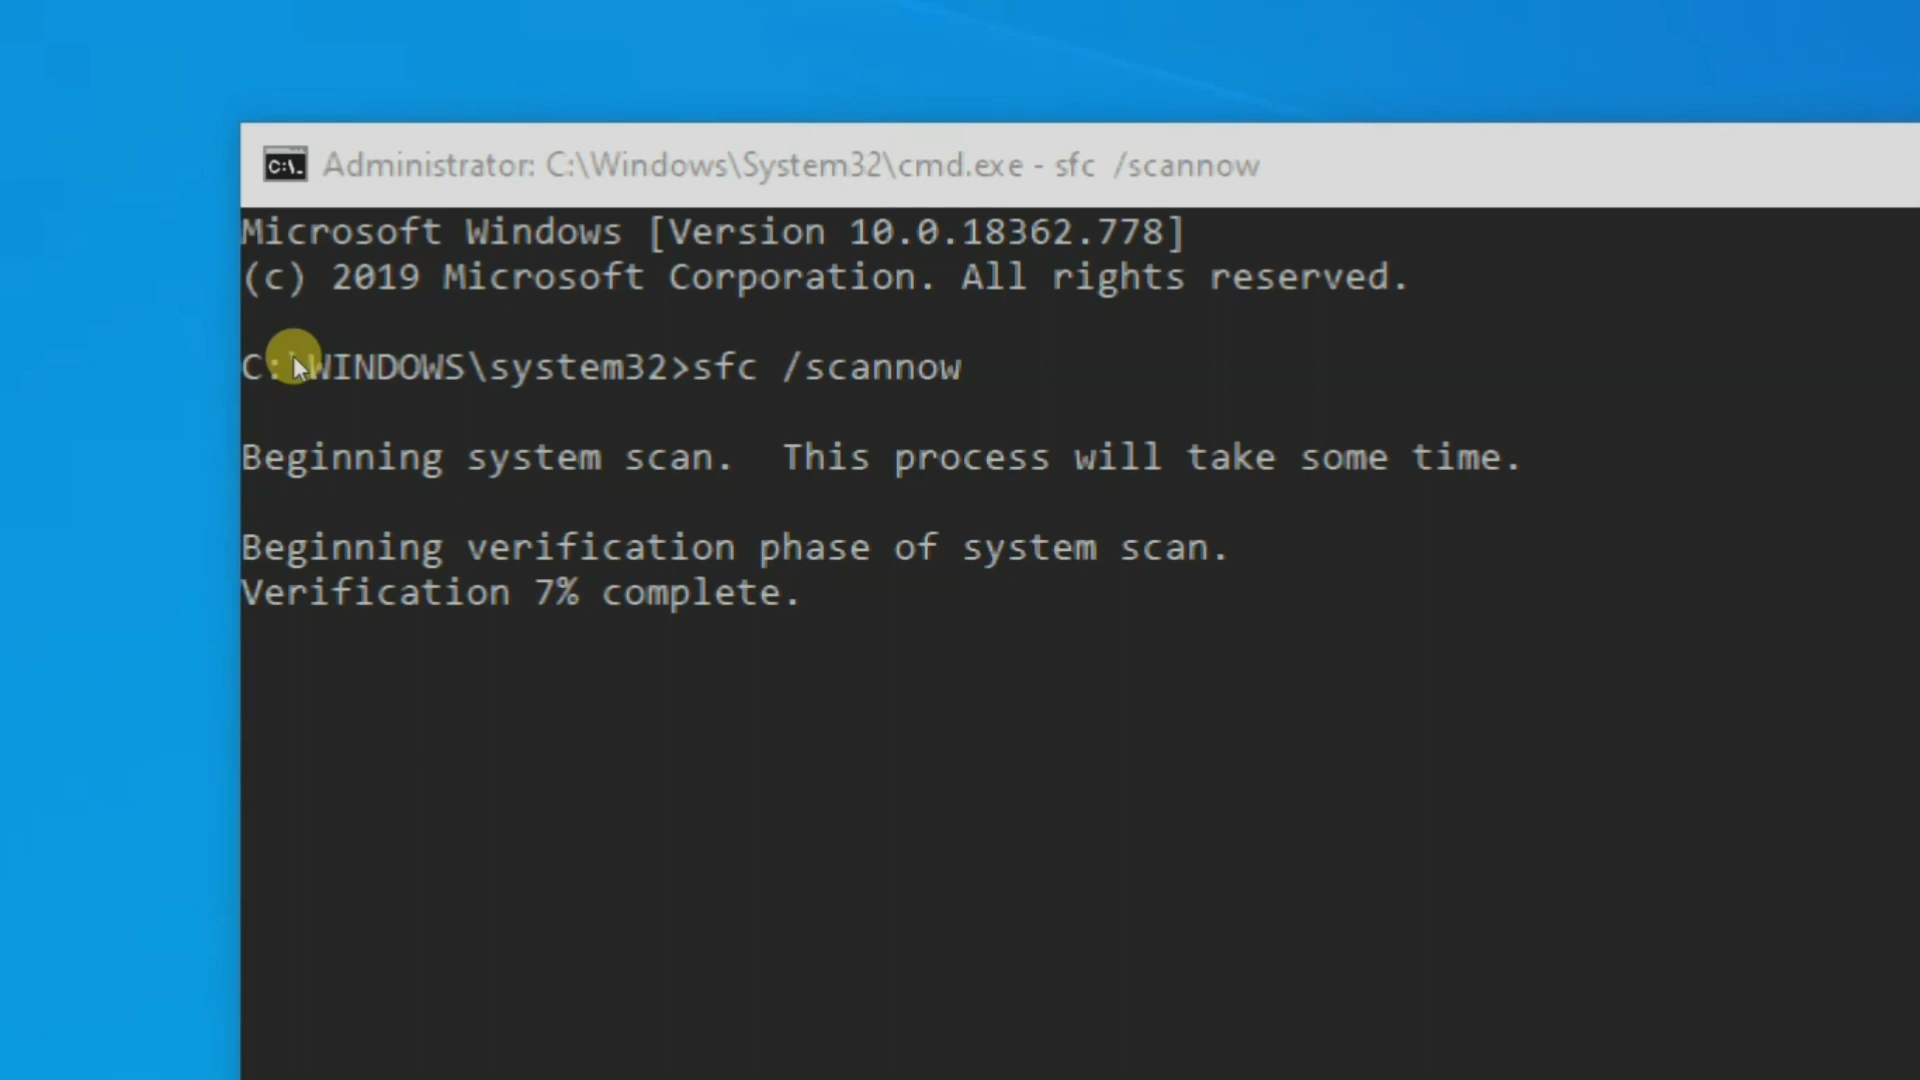 Administrator: C:\Windows\System32\cmd.exe - sfc  /scannow
Microsoft Windows [Version 10.0.18362.778]
(c) 2019 Microsoft Corporation. All rights reserved.
C:\WINDOWS\system32>sfc /scannow
Beginning system scan.  This process will take some time.
Beginning verification phase of system scan.
Verification 7% complete.